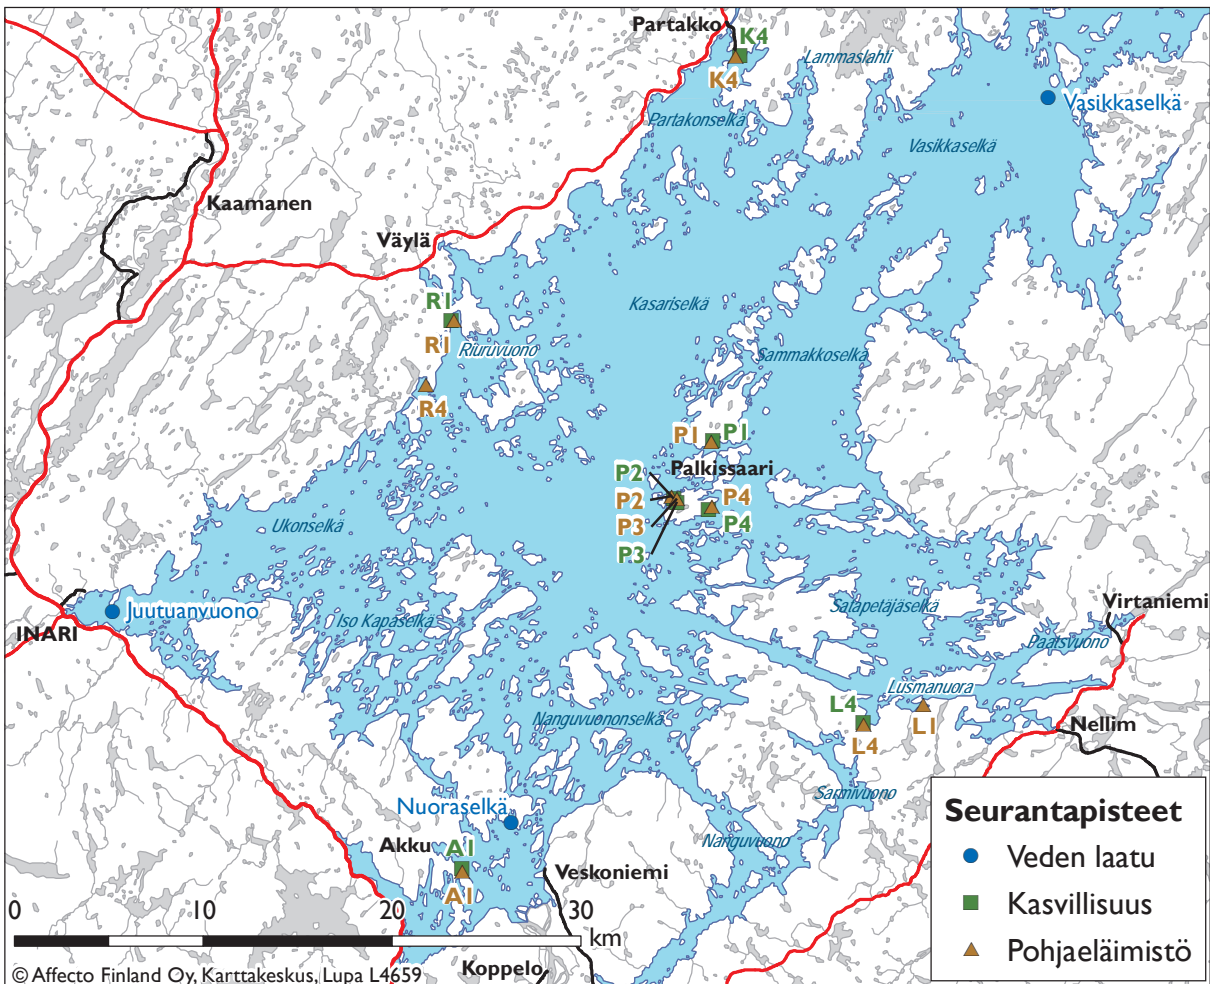 Partakko
K4
Lammaslahti
K4
Vasikkaselkä
Partakonselkä
Vasikkaselkä
Kaamanen
Väylä
R1
Kasariselkä
R1
Riuruvuono
Sammakkoselkä
R4
P1
P1
Palkissaari
P2
P2
P4
P3
P4
P3
Ukonselkä
Juutuanvuono
Iso Kapaselkä
Satapetäjäselkä
Virtaniemi
INARI
Paatsvuono
Lusmanuora
L4
L1
L4
Nanguvuononselkä
Nellim
Sarmivuono
Nuoraselkä
Nanguvuono
Akku
A1
A1
Veskoniemi
Seurantapisteet
Veden laatu
Kasvillisuus
Pohjaeläimistö
0 10 20 30
km
Koppelo
© Affecto Finland Oy, Karttakeskus, Lupa L4659